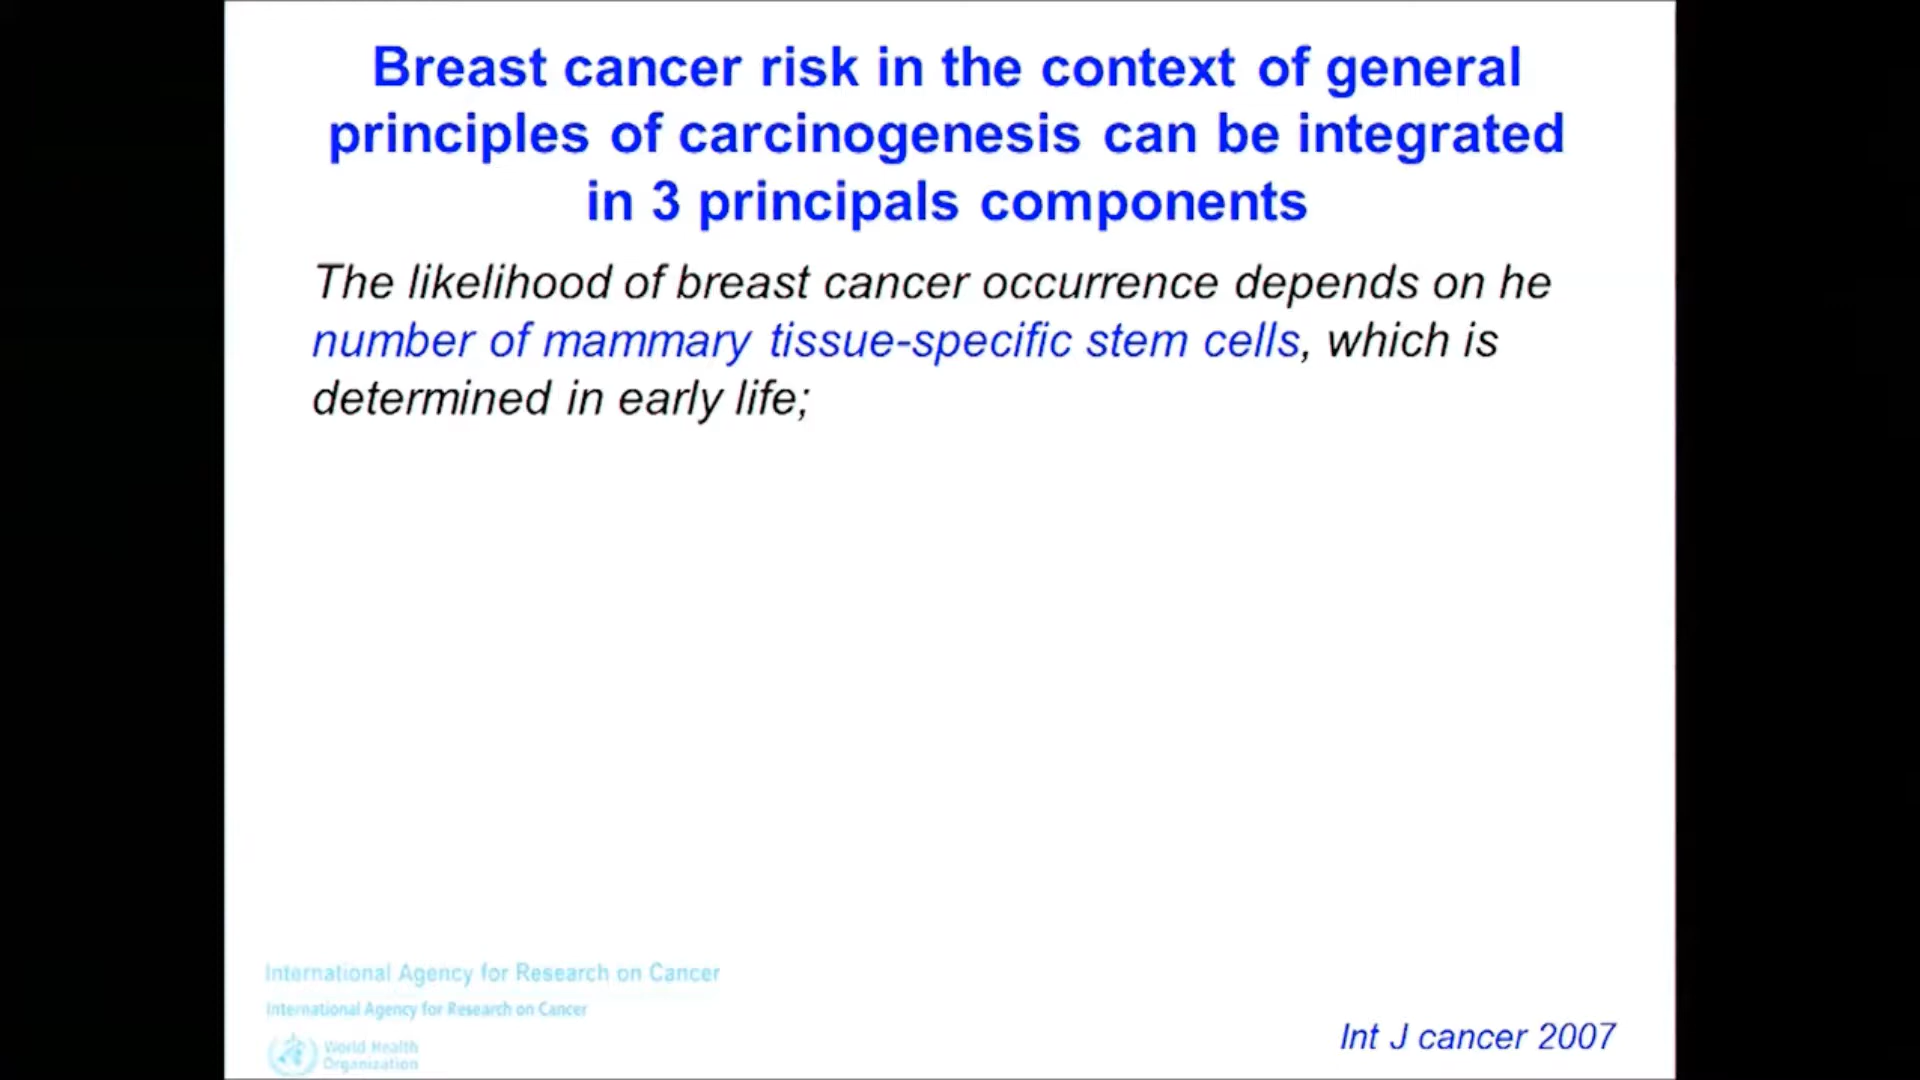 Breast cancer risk in the context of general
principles of carcinogenesis can be integrated
in 3 principals components
The likelihood of breast cancer occurrence depends on he
number of mammary tissue-specific stem cells, which is
determined in early life;
International Agency for Research on Cancer
International Agency for Research on Cancer
World Health
Organization
Int J cancer 2007